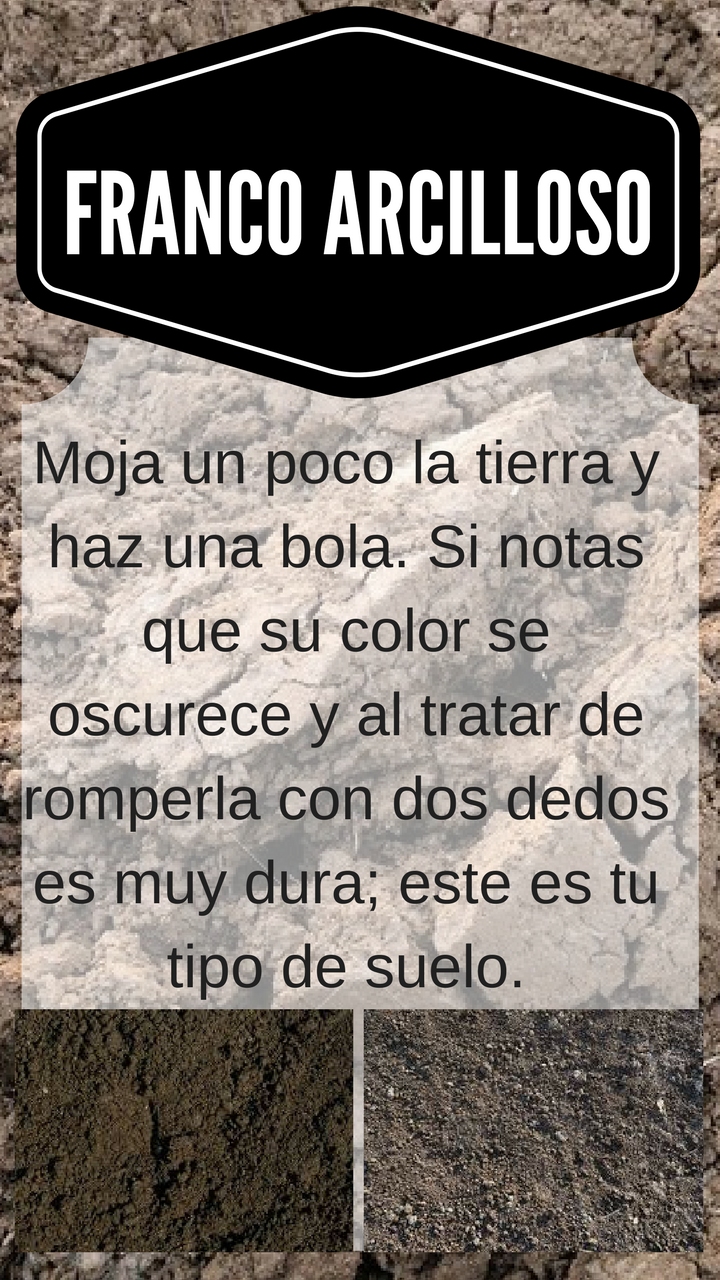 FRANCO ARCILLOSO
Moja un poco la tierra y
haz una bola. Si notas
que su color se
oscurece y al tratar de
romperla con dos dedos
es muy dura; este es tu
tipo de suelo.